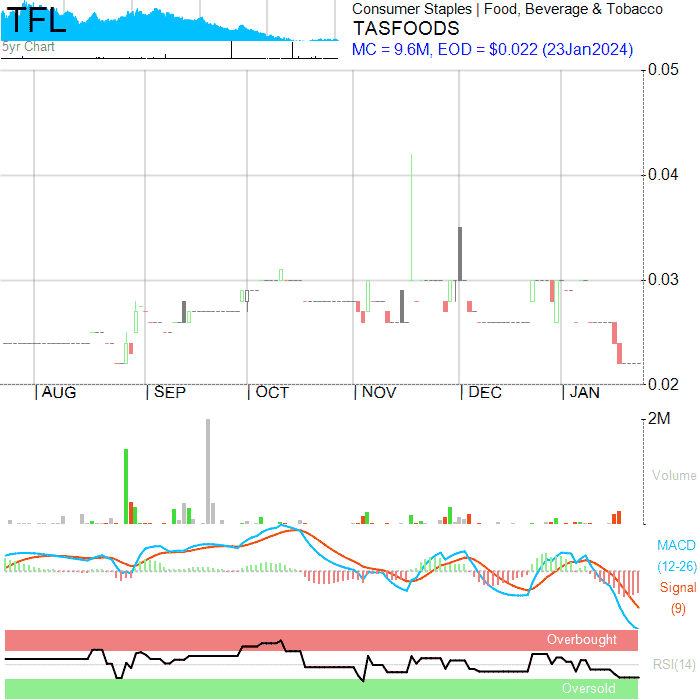 TFL
5yr Chart
Consumer Staples | Food, Beverage & Tobacco
TASFOODS
MC = 9.6M, EOD = $0.022 (23Jan2024)
0.05
0.04
0.03
0.02
AUG
SEP
OCT
NOV
DEC
JAN
2M
Volume
MACD
(12-26)
Signal
(9)
Overbought
RSI(14)
Oversold